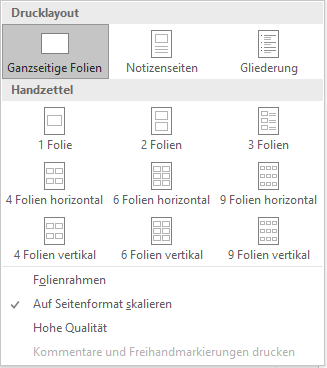 Drucklayout
Ganzseitige Folien Notizenseiten Gliederung
Handzettel
1 Folie 2 Folien 3 Folien
4 Folien horizontal 6 Folien horizontal 9 Folien horizontal
4 Folien vertikal 6 Folien vertikal 9 Folien vertikal
Folienrahmen
Auf Seitenformat skalieren
Hohe Qualität
Kommentare und Freihandmarkierungen drucken